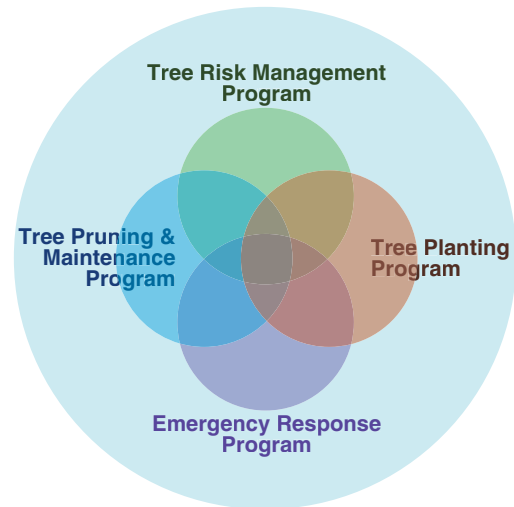 Tree Risk Management
Program
Tree Pruning &
Maintenance
Program
Tree Planting
Program
Emergency Response
Program